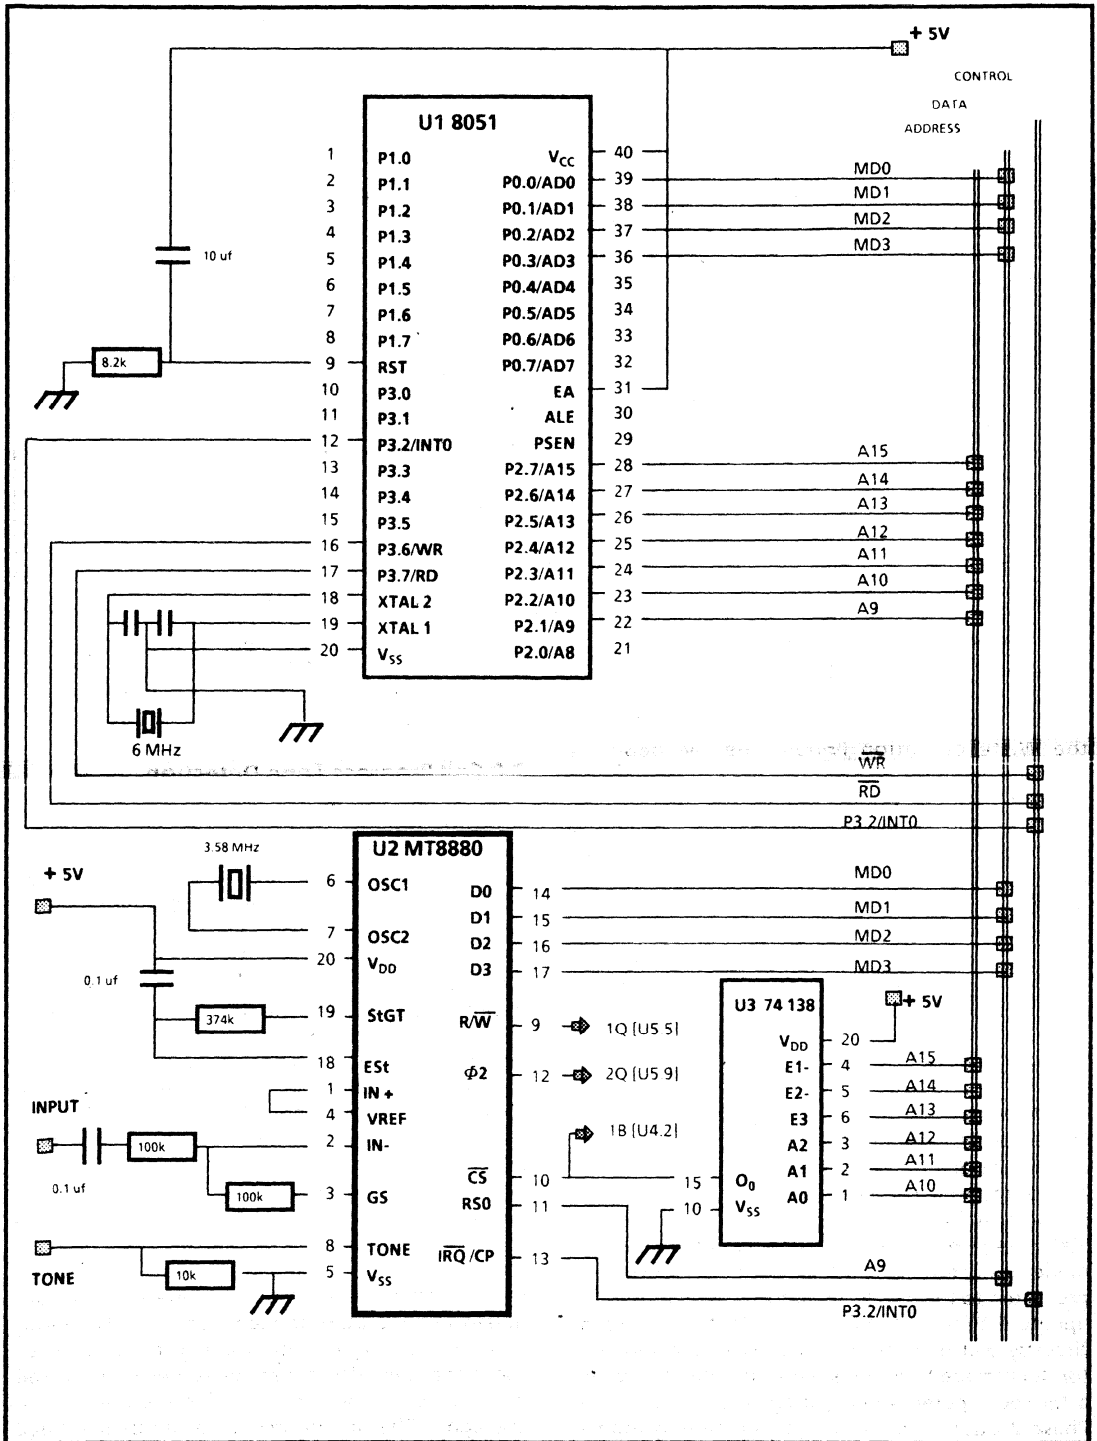 + 5V
CONTROL
DATA
ADDRESS
U1 8051
1 P1.0 VCC 40
2 P1.1 P0.0/AD0 39 MD0
3 P1.2 P0.1/AD1 38 MD1
4 P1.3 P0.2/AD2 37 MD2
5 P1.4 P0.3/AD3 36 MD3
10 uf
6 P1.5 P0.4/AD4 35
7 P1.6 P0.5/AD5 34
8 P1.7 P0.6/AD6 33
8.2k
9 RST P0.7/AD7 32
10 P3.0 EA 31
11 P3.1 ALE 30
12 P3.2/INT0 PSEN 29
13 P3.3 P2.7/A15 28 A15
14 P3.4 P2.6/A14 27 A14
15 P3.5 P2.5/A13 26 A13
16 P3.6/WR P2.4/A12 25 A12
17 P3.7/RD P2.3/A11 24 A11
18 XTAL 2 P2.2/A10 23 A10
19 XTAL 1 P2.1/A9 22 A9
20 VSS P2.0/A8 21
6 MHz
W̅R̅
R̅D̅
P3.2/INT0
U2 MT8880
3.58 MHz
+ 5V
6 OSC1 D0 14 MD0
D1 15 MD1
7 OSC2 D2 16 MD2
20 VDD D3 17 MD3
0.1 uf
374k
19 StGT R/W̅ 9 1Q (U5 5)
18 ESt Φ2 12 2Q (U5 9)
1 IN +
4 VREF
1B (U4.2)
INPUT
0.1 uf
100k
2 IN-
C̅S̅ 10
100k
3 GS RS0 11
8 TONE I̅R̅Q̅ /CP 13
TONE
10k
5 VSS
U3 74 138
+ 5V
VDD 20
E1- 4 A15
E2- 5 A14
E3 6 A13
A2 3 A12
A1 2 A11
15 O0 A0 1 A10
10 VSS
A9
P3.2/INT0